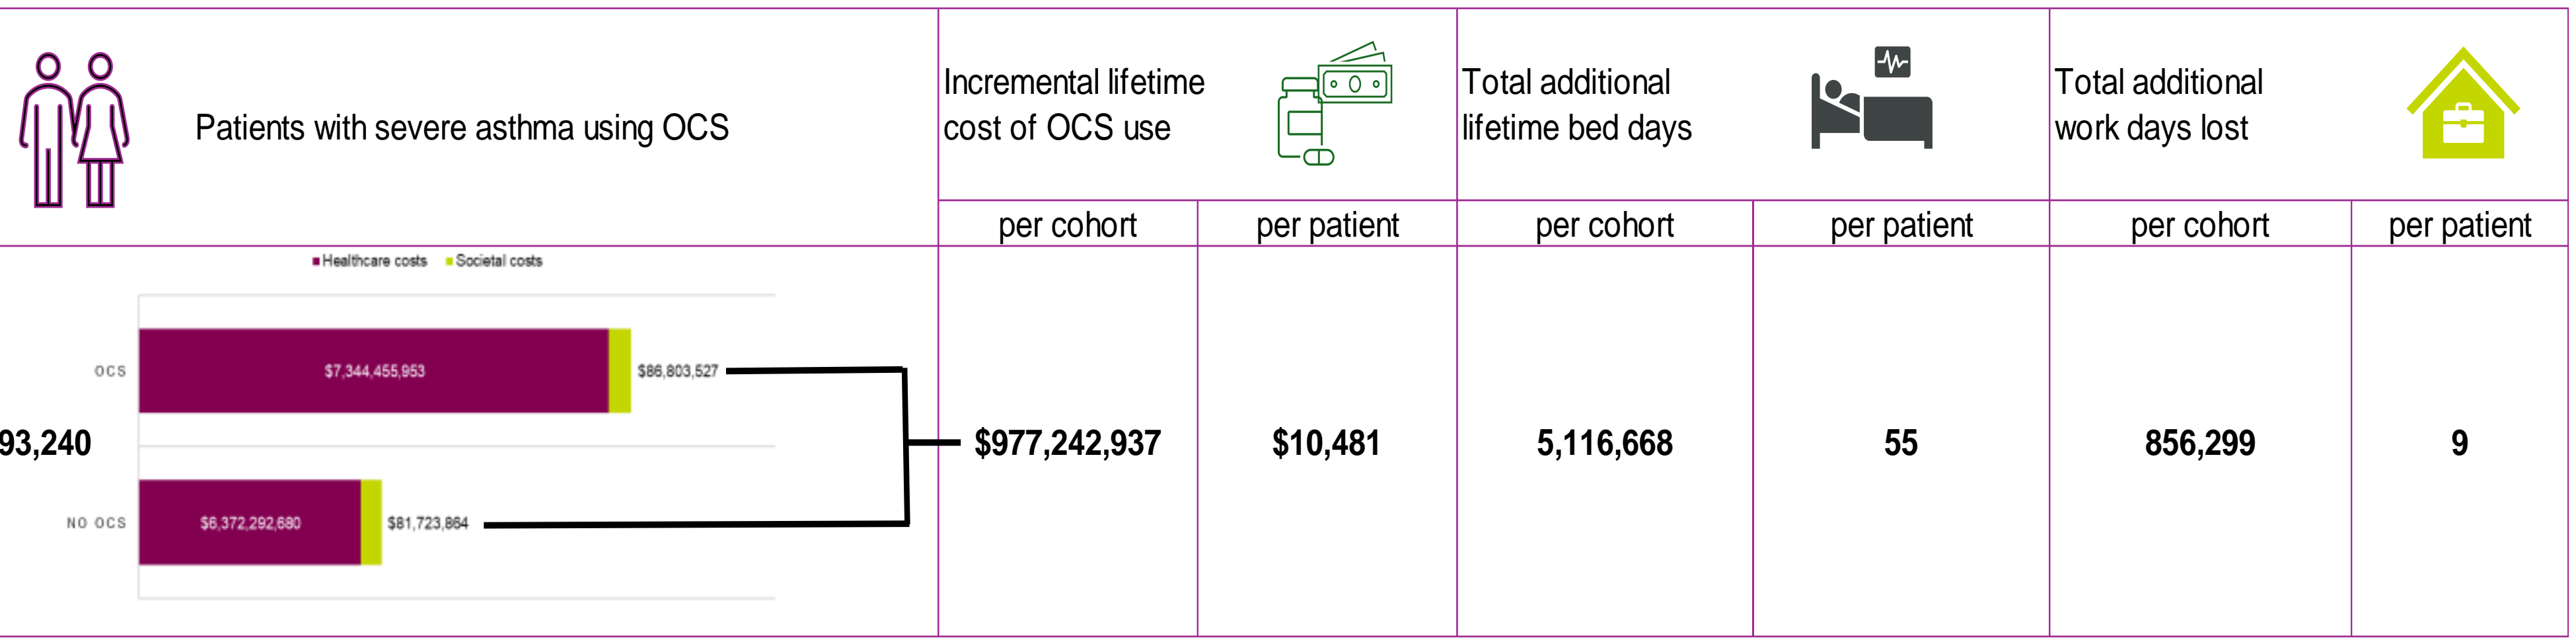 Patients with severe asthma using OCS
Incremental lifetime
cost of OCS use
Total additional
lifetime bed days
Total additional
work days lost
per cohort
per patient
per cohort
per patient
per cohort
per patient
Healthcare costs
Societal costs
OCS
$7,344,455,953
$86,803,527
93,240
NO OCS
$6,372,292,680
$81,723,864
$977,242,937
$10,481
5,116,668
55
856,299
9